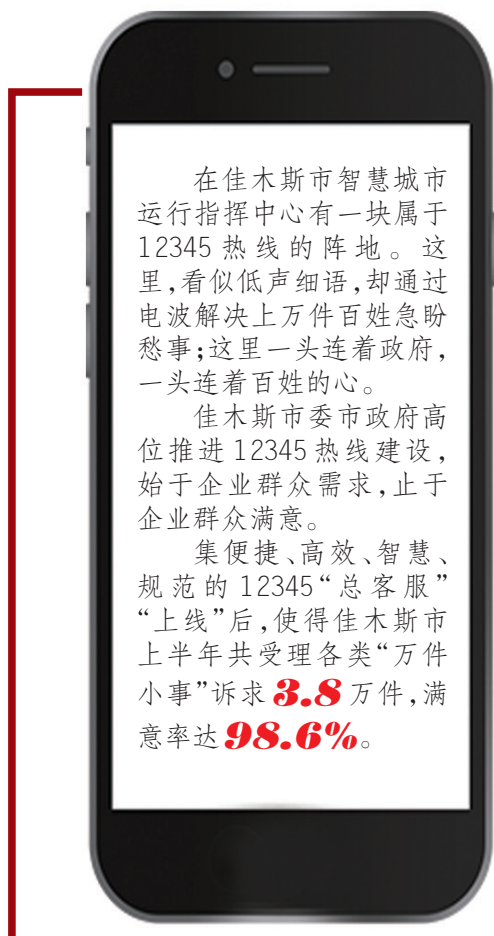 在佳木斯市智慧城市
运行指挥中心有一块属于
12345 热线的阵地。这
里,看似低声细语,却通过
电波解决上万件百姓急盼
愁事;这里一头连着政府,
一头连着百姓的心。
佳木斯市委市政府高
位推进 12345 热线建设,
始于企业群众需求,止于
企业群众满意。
集便捷、高效、智慧、
规范的 12345“总客服”
“上线”后,使得佳木斯市
上半年共受理各类“万件
小事”诉求 3.8 万件,满
意率达 98.6%。